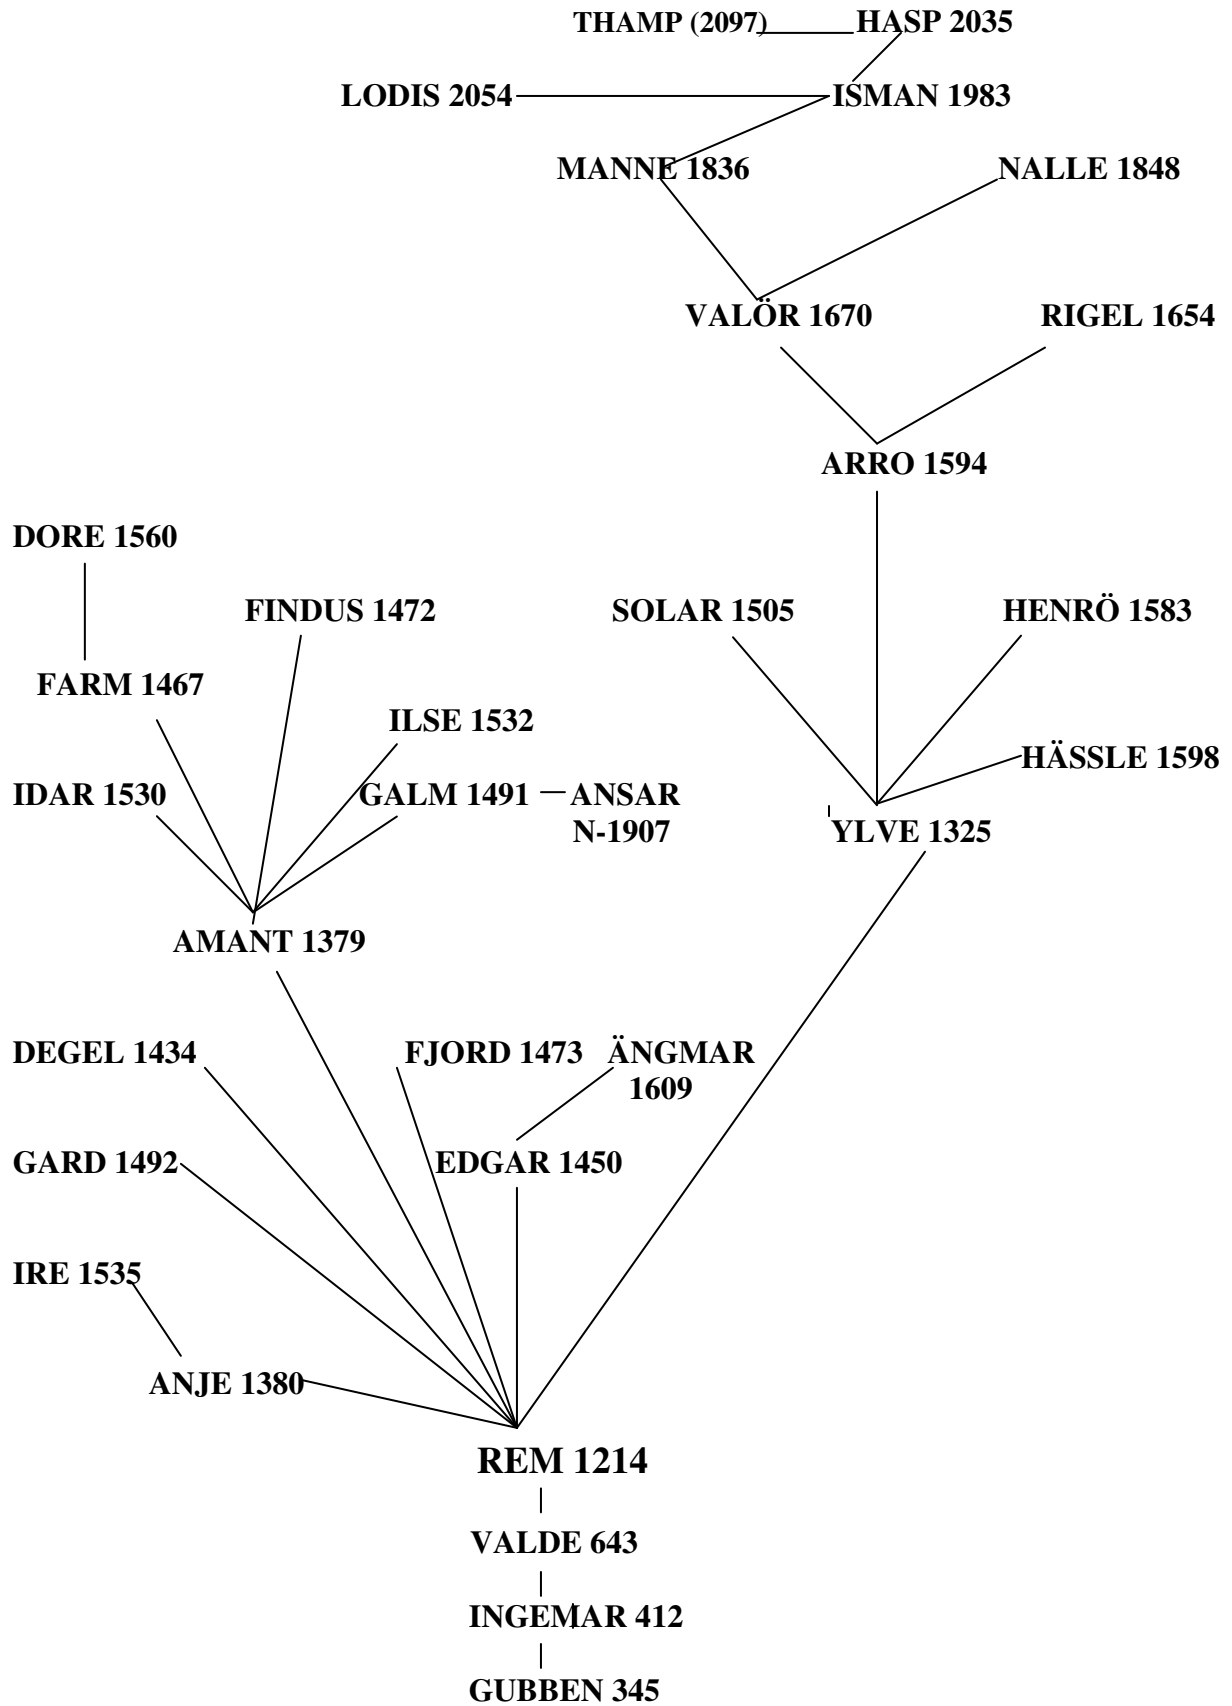 THAMP (2097) HASP 2035
LODIS 2054 ISMAN 1983
MANNE 1836 NALLE 1848
VALÖR 1670 RIGEL 1654
ARRO 1594
DORE 1560
FINDUS 1472 SOLAR 1505 HENRÖ 1583
FARM 1467
ILSE 1532
HÄSSLE 1598
IDAR 1530 GALM 1491 ANSAR
N-1907
YLVE 1325
AMANT 1379
DEGEL 1434 FJORD 1473 ÄNGMAR
1609
GARD 1492 EDGAR 1450
IRE 1535
ANJE 1380
REM 1214
VALDE 643
INGEMAR 412
GUBBEN 345